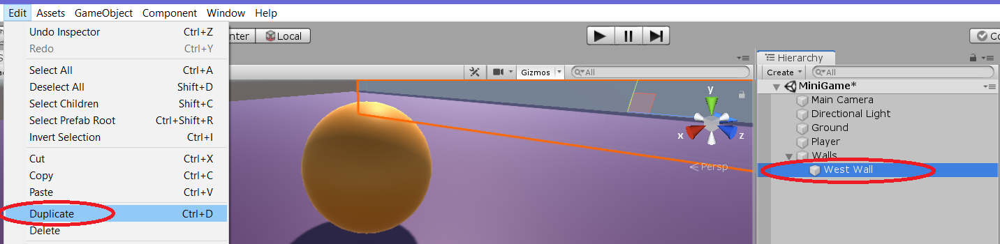 Edit Assets GameObject Component Window Help
Undo Inspector Ctrl+Z
Redo Ctrl+Y
Local
Select All Ctrl+A
Deselect All Shift+D
Select Children Shift+C
Select Prefab Root Ctrl+Shift+R
Invert Selection Ctrl+I
Cut Ctrl+X
Copy Ctrl+C
Paste Ctrl+V
Duplicate Ctrl+D
Delete
Gizmos All
y
x
z
Persp
Hierarchy
Create All
MiniGame*
Main Camera
Directional Light
Ground
Player
Walls
West Wall